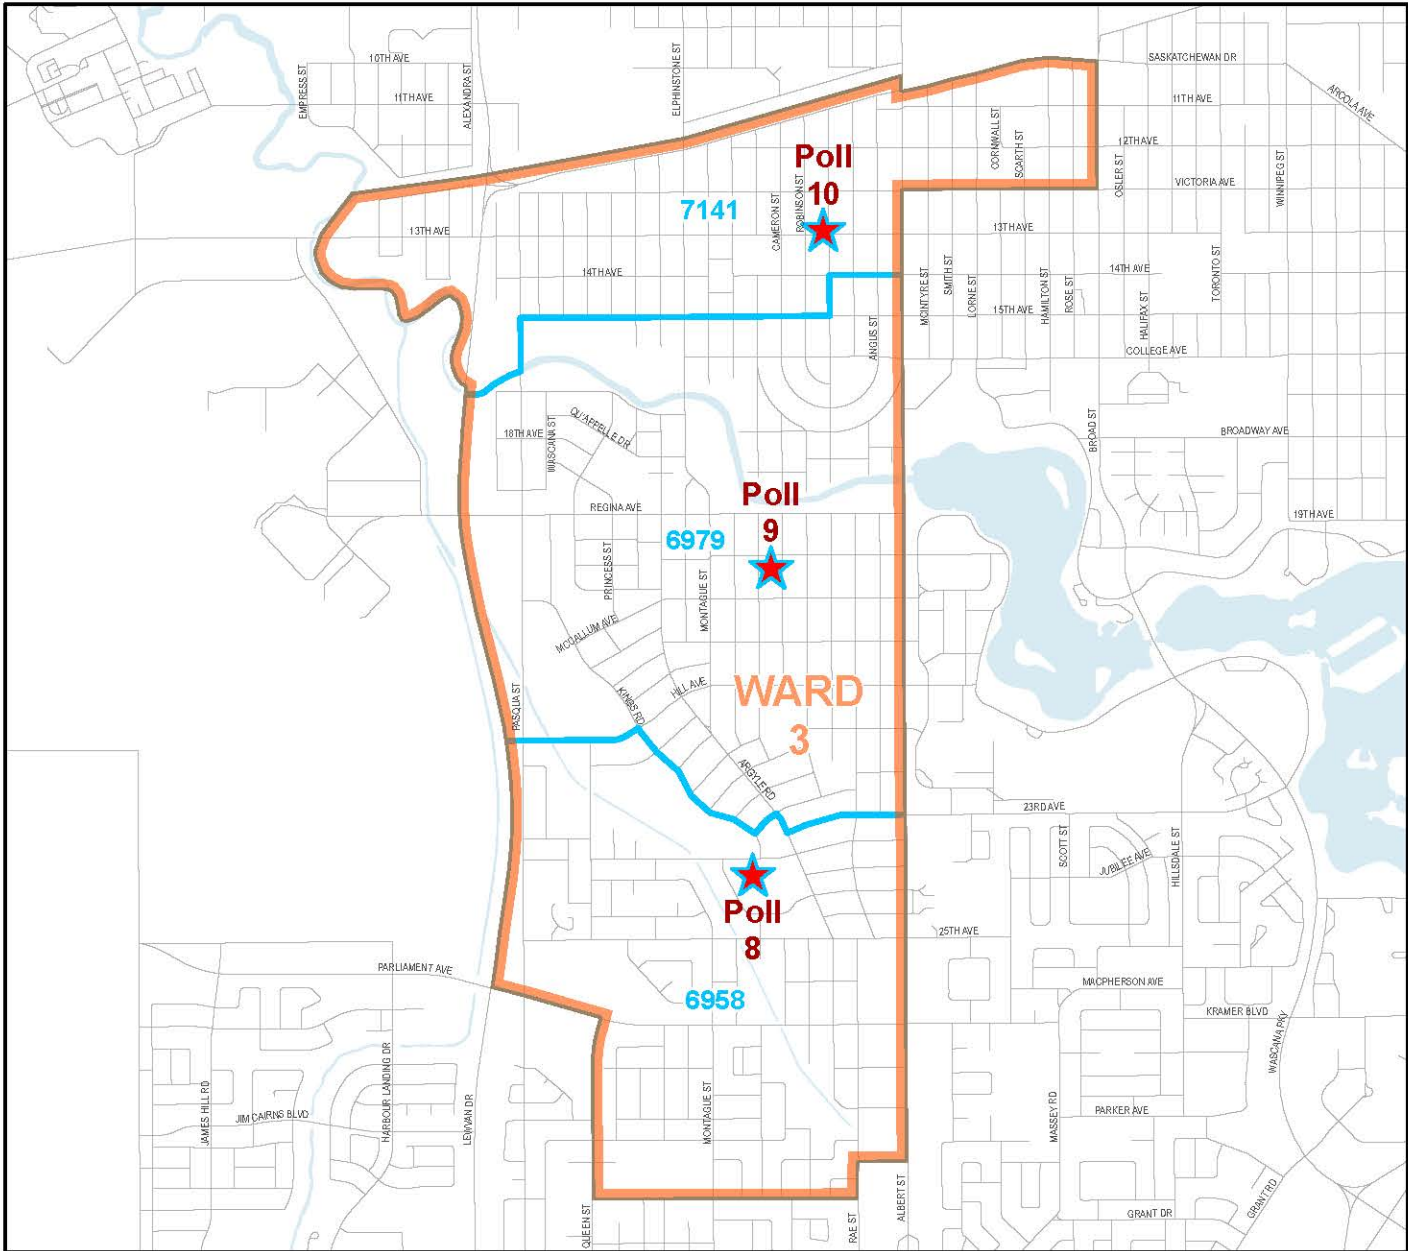 SASKATCHEWAN DR
10TH AVE
EMPRESS ST
11TH AVE
ALEXANDRA ST
ELPHINSTONE ST
11TH AVE
ARCOLA AVE
CORNWALL ST
SCARTH ST
12TH AVE
OSLER ST
WINNIPEG ST
VICTORIA AVE
Poll
10
ROBINSON ST
CAMERON ST
7141
13TH AVE
13TH AVE
14TH AVE
14TH AVE
MCINTYRE ST
SMITH ST
LORNE ST
15TH AVE
HAMILTON ST
ROSE ST
HALIFAX ST
TORONTO ST
ANGUS ST
COLLEGE AVE
18TH AVE
WASCANA ST
QU'APPELLE DR
BROAD ST
BROADWAY AVE
Poll
9
REGINA AVE
19TH AVE
6979
PRINCESS ST
MONTAGUE ST
MCCALLUM AVE
KINGS RD
HILL AVE
PASQUA ST
WARD
3
ARGYLE RD
23RD AVE
SCOTT ST
JUBILEE AVE
HILLSDALE ST
Poll
8
25TH AVE
PARLIAMENT AVE
6958
MACPHERSON AVE
KRAMER BLVD
WASCANA PKY
JAMES HILL RD
JIM CAIRNS BLVD
HARBOUR LANDING DR
LEWVAN DR
MONTAGUE ST
MASSEY RD
PARKER AVE
QUEEN ST
RAE ST
ALBERT ST
GRANT DR
GRANT RD